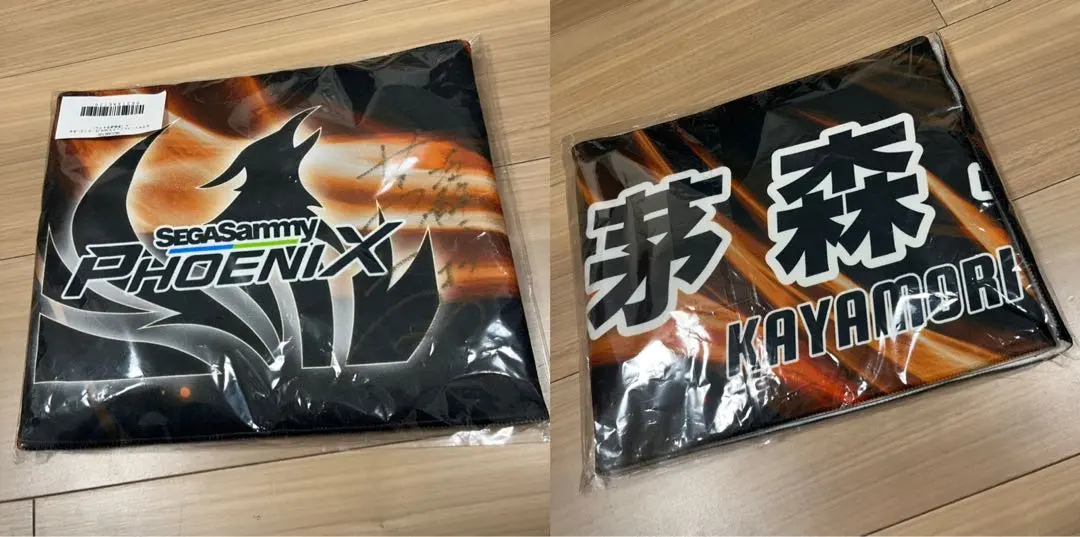 SEGASammy
PHOENIX
茅森
KAYAMORI